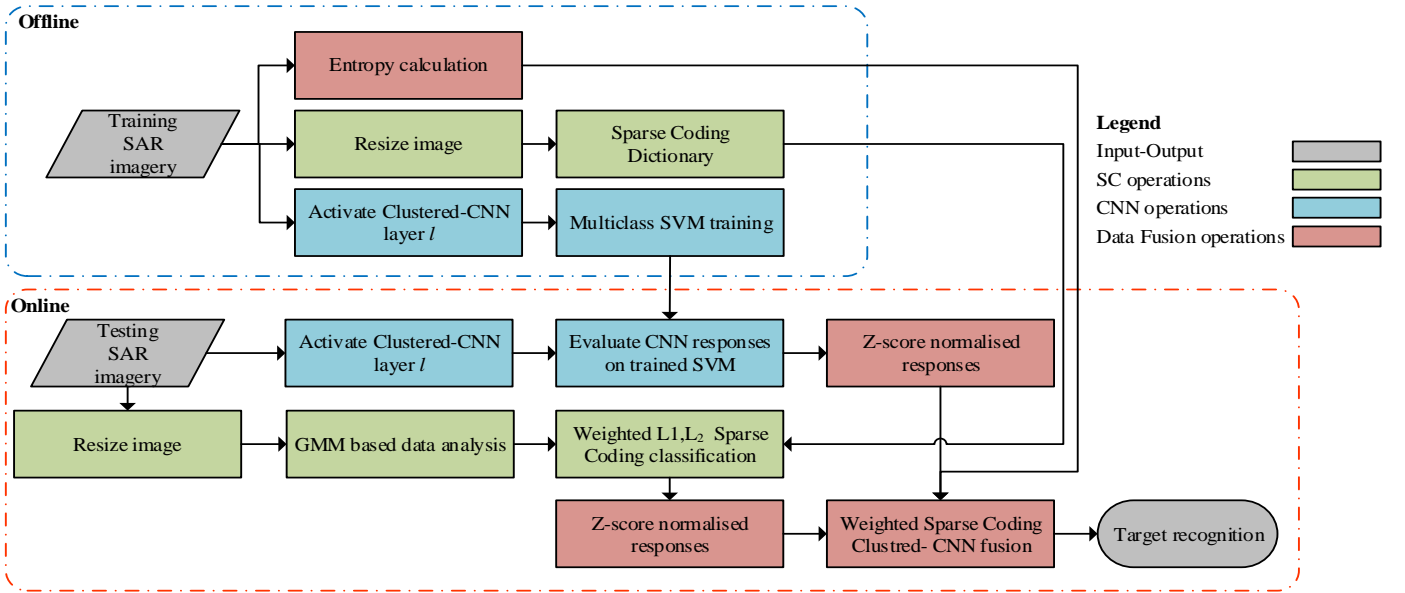 Offline
Entropy calculation
Training
SAR
imagery
Resize image
Sparse Coding
Dictionary
Activate Clustered-CNN
layer l
Multiclass SVM training
Legend
Input-Output
SC operations
CNN operations
Data Fusion operations
Online
Testing
SAR
imagery
Activate Clustered-CNN
layer l
Evaluate CNN responses
on trained SVM
Z-score normalised
responses
Resize image
GMM based data analysis
Weighted L1,L₂ Sparse
Coding classification
Z-score normalised
responses
Weighted Sparse Coding
Clustred- CNN fusion
Target recognition